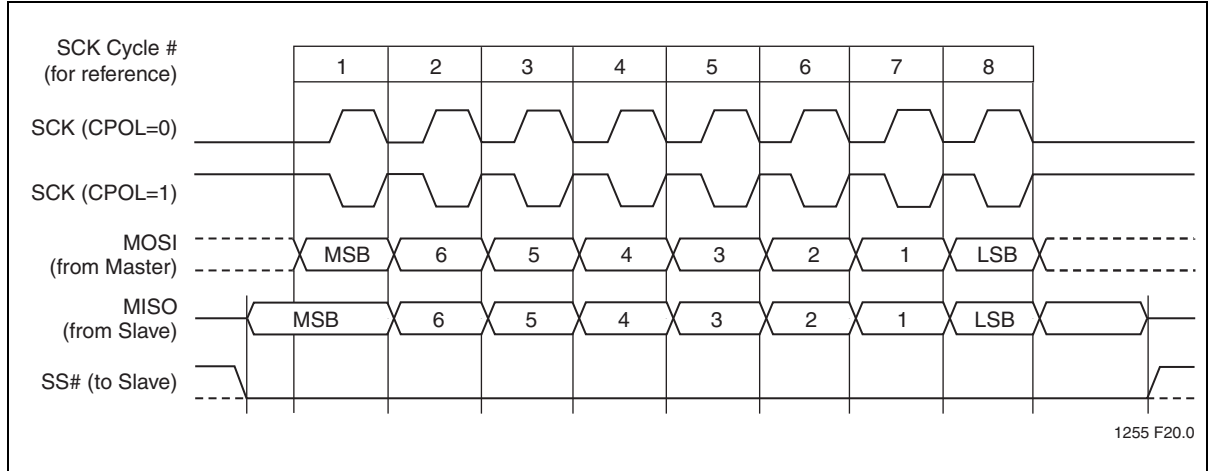 SCK Cycle #
(for reference)
1 2 3 4 5 6 7 8
SCK (CPOL=0)
SCK (CPOL=1)
MOSI
(from Master)
MSB 6 5 4 3 2 1 LSB
MISO
(from Slave)
MSB 6 5 4 3 2 1 LSB
SS# (to Slave)
1255 F20.0